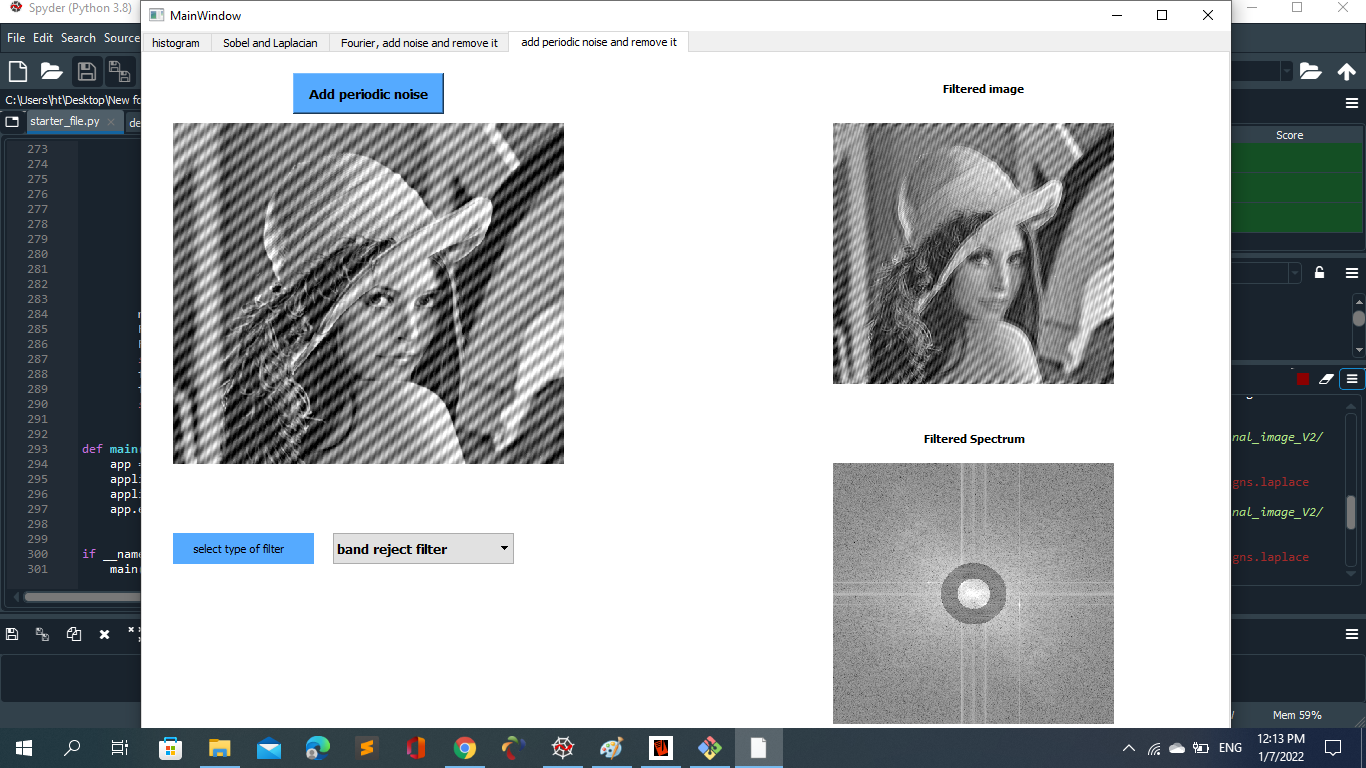 Spyder (Python 3.8)
MainWindow
File Edit Search Source
histogram Sobel and Laplacian Fourier, add noise and remove it add periodic noise and remove it
C:\Users\ht\Desktop\New fo
starter_file.py de
Add periodic noise
Filtered image
Score
273
274
275
276
277
278
279
280
281
282
283
284
285
286
287
288
289
290
291
292
293 def main
294 app =
295 appli
296 appli
297 app.e
298
299
300 if __name
301 main
Filtered Spectrum
nal_image_V2/
gns.laplace
nal_image_V2/
gns.laplace
select type of filter band reject filter
Mem 59%
ENG
12:13 PM
1/7/2022